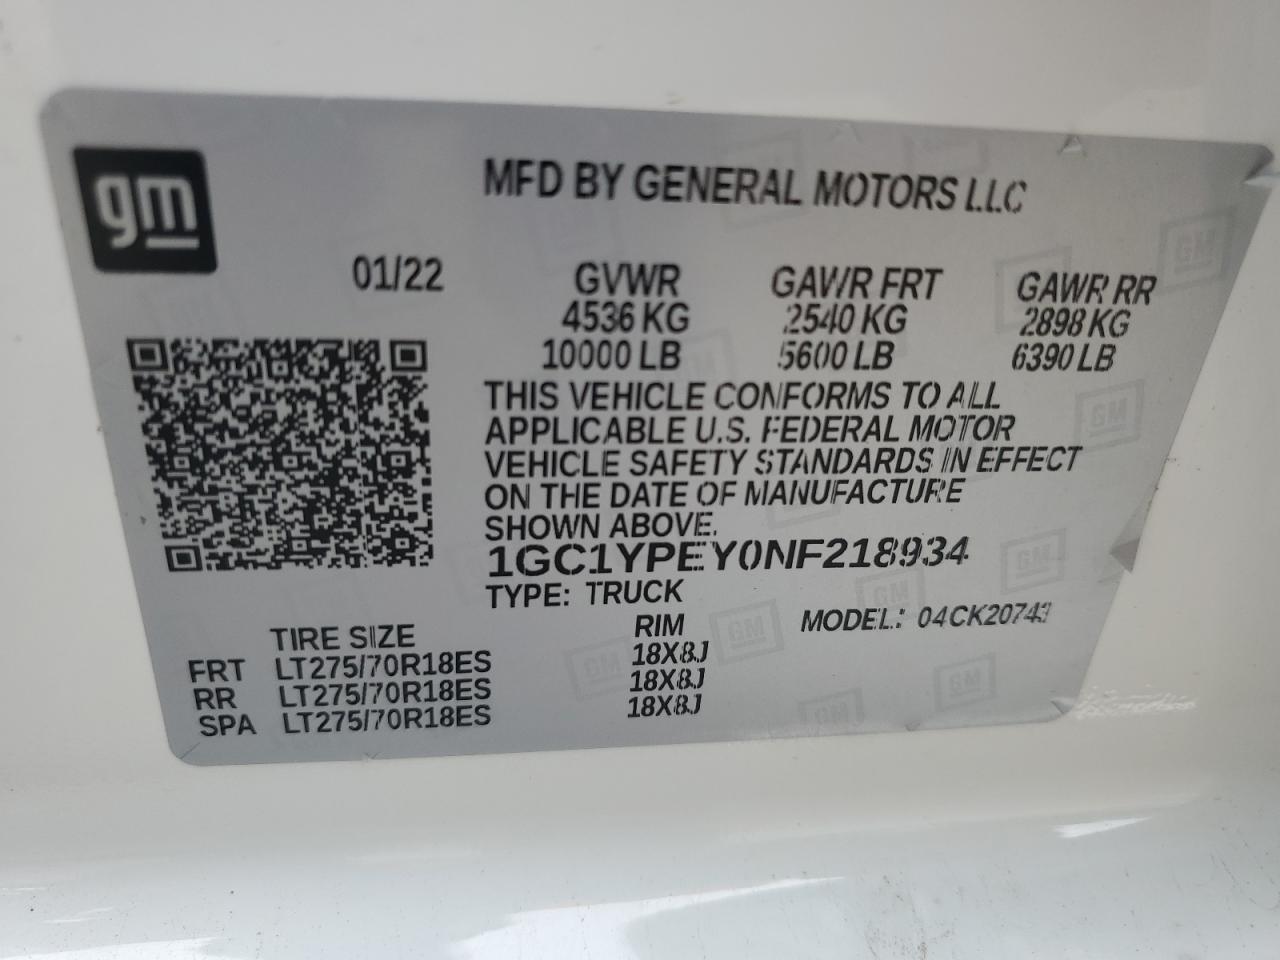 gm
MFD BY GENERAL MOTORS LLC
01/22 GVWR GAWR FRT GAWR RR
4536 KG 2540 KG 2898 KG
10000 LB 5600 LB 6390 LB
THIS VEHICLE CONFORMS TO ALL
APPLICABLE U.S. FEDERAL MOTOR
VEHICLE SAFETY STANDARDS IN EFFECT
ON THE DATE OF MANUFACTURE
SHOWN ABOVE.
1GC1YPEY0NF218934
TYPE: TRUCK
MODEL: 04CK20743
TIRE SIZE RIM
FRT LT275/70R18ES 18X8J
RR LT275/70R18ES 18X8J
SPA LT275/70R18ES 18X8J